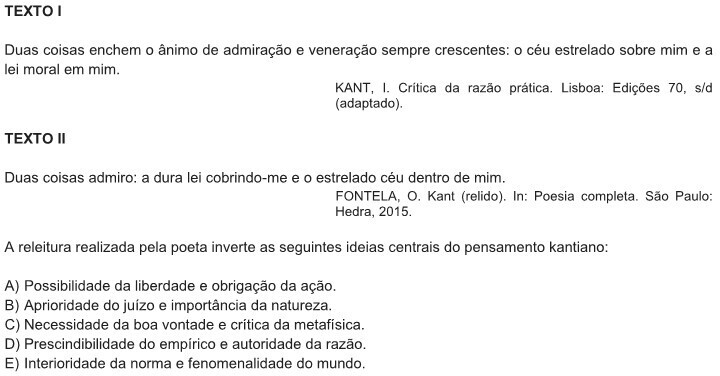 TEXTO I
Duas coisas enchem o ânimo de admiração e veneração sempre crescentes: o céu estrelado sobre mim e a
lei moral em mim.
KANT, I. Crítica da razão prática. Lisboa: Edições 70, s/d
(adaptado).
TEXTO II
Duas coisas admiro: a dura lei cobrindo-me e o estrelado céu dentro de mim.
FONTELA, O. Kant (relido). In: Poesia completa. São Paulo:
Hedra, 2015.
A releitura realizada pela poeta inverte as seguintes ideias centrais do pensamento kantiano:
A) Possibilidade da liberdade e obrigação da ação.
B) Aprioridade do juízo e importância da natureza.
C) Necessidade da boa vontade e crítica da metafísica.
D) Prescindibilidade do empírico e autoridade da razão.
E) Interioridade da norma e fenomenalidade do mundo.